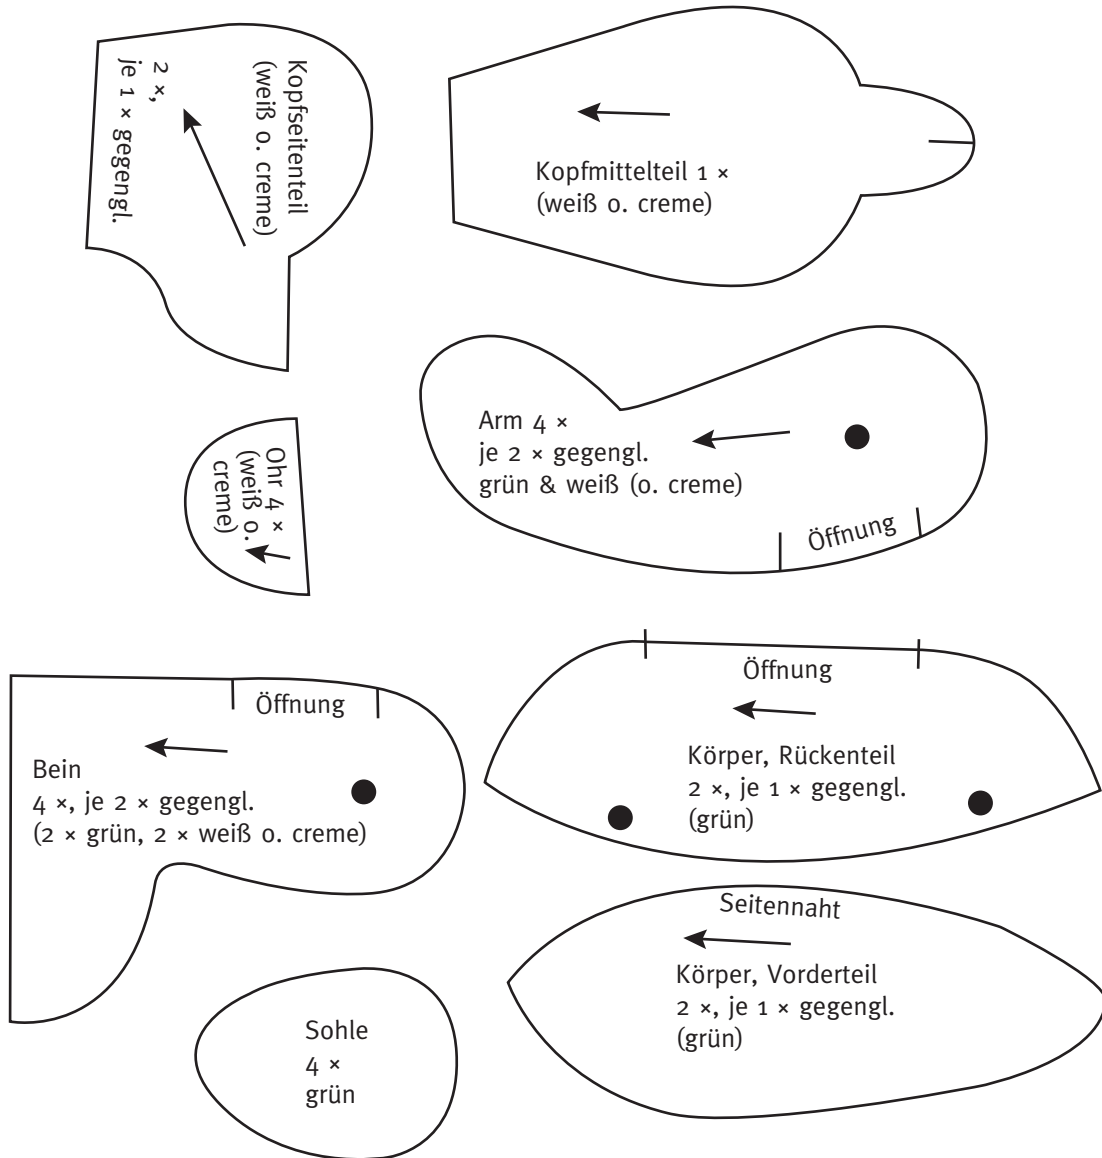 Kopfseitenteil
(weiß o. creme)
2 ×,
je 1 × gegengl.
Kopfmittelteil 1 ×
(weiß o. creme)
Arm 4 ×
je 2 × gegengl.
grün & weiß (o. creme)
Öffnung
Ohr 4 ×
(weiß o.
creme)
Öffnung
Bein
4 ×, je 2 × gegengl.
(2 × grün, 2 × weiß o. creme)
Öffnung
Körper, Rückenteil
2 ×, je 1 × gegengl.
(grün)
Seitennaht
Körper, Vorderteil
2 ×, je 1 × gegengl.
(grün)
Sohle
4 ×
grün